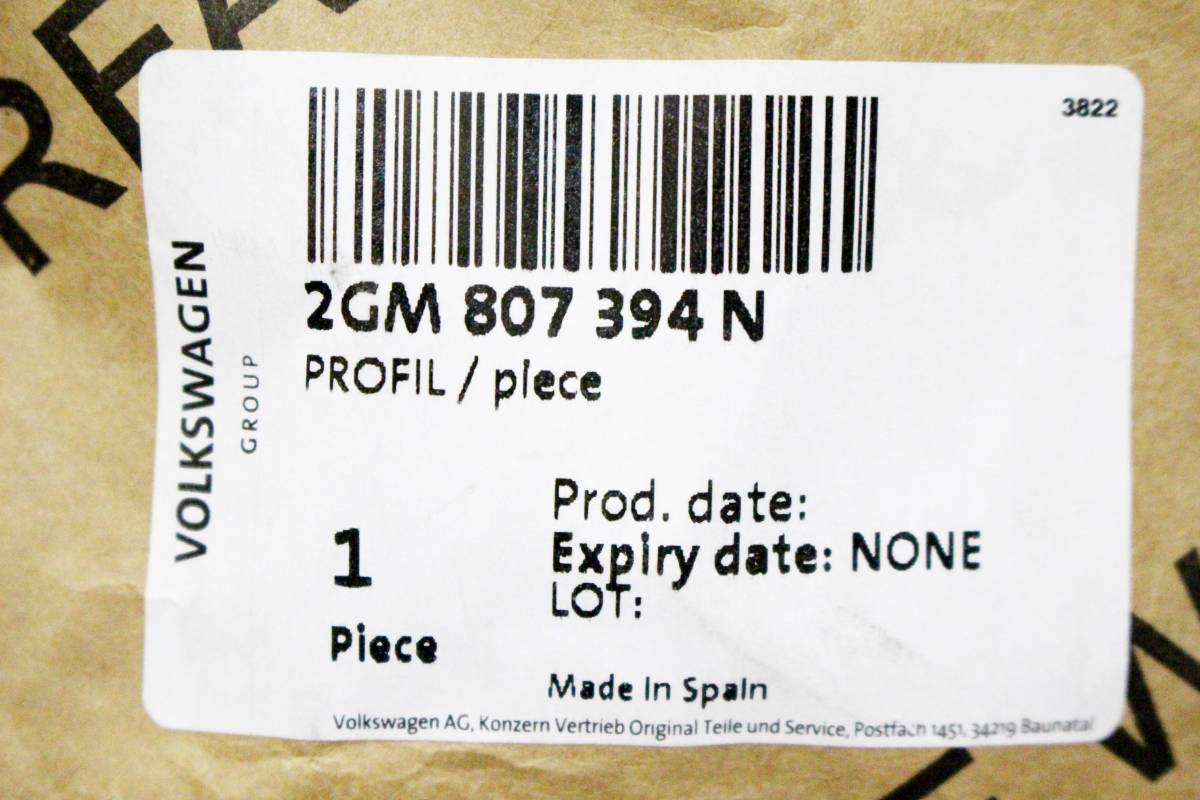 3822
2GM 807 394 N
PROFIL / piece
VOLKSWAGEN
GROUP
Prod. date:
1
Expiry date: NONE
LOT:
Piece
Made In Spain
Volkswagen AG, Konzern Vertrieb Original Teile und Service, Postfach 1451, 34219 Baunatal